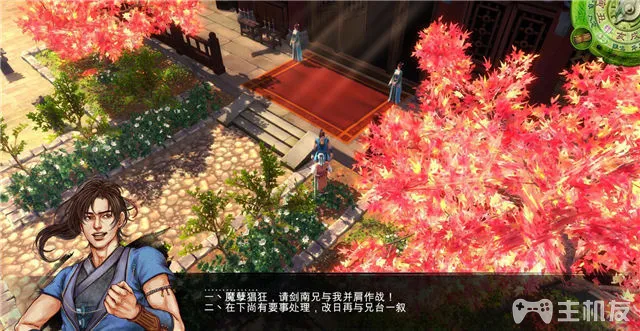 一、魔孽猖狂，请剑南兄与我并肩作战！
二、在下尚有要事处理，改日再与兄台一叙
主机友